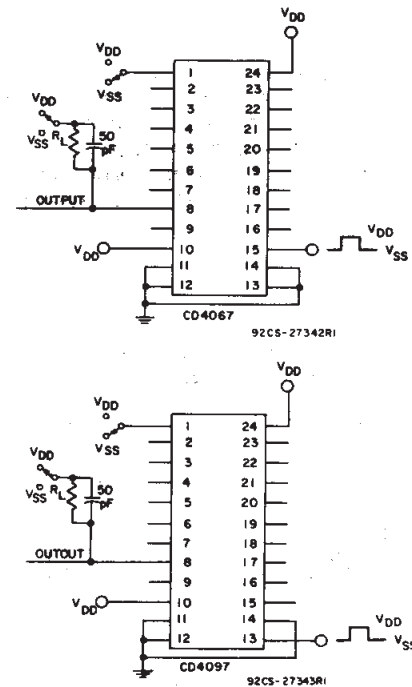 VDD
VDD
VSS
VDD
VSS
RL
50 pF
OUTPUT
VDD
1 24
2 23
3 22
4 21
5 20
6 19
7 18
8 17
9 16
10 15
11 14
12 13
VDD
VSS
CD4067
92CS-27342RI
VDD
VDD
VSS
VDD
VSS
RL
50 pF
OUTCUT
VDD
1 24
2 23
3 22
4 21
5 20
6 19
7 18
8 17
9 16
10 15
11 14
12 13
VDD
VSS
CD4097
92CS-27343RI